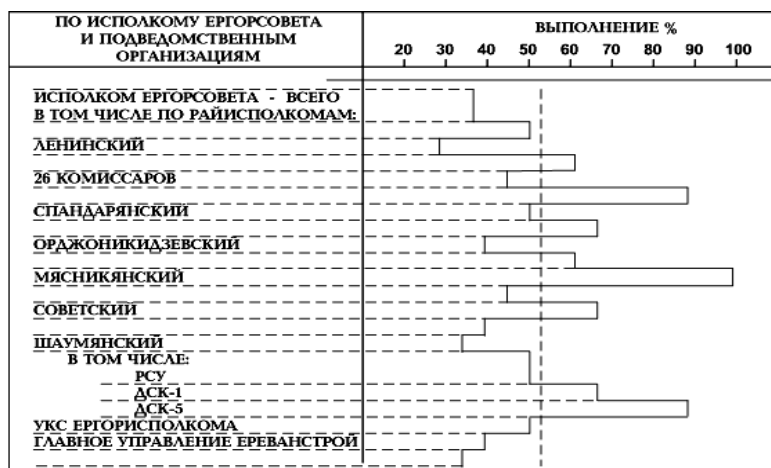 ПО ИСПОЛКОМУ ЕРГОРСОВЕТА
И ПОДВЕДОМСТВЕННЫМ
ОРГАНИЗАЦИЯМ
ВЫПОЛНЕНИЕ %
20 30 40 50 60 70 80 90 100
ИСПОЛКОМ ЕРГОРСОВЕТА - ВСЕГО
В ТОМ ЧИСЛЕ ПО РАЙИСПОЛКОМАМ:
ЛЕНИНСКИЙ
26 КОМИССАРОВ
СПАНДАРЯНСКИЙ
ОРДЖОНИКИДЗЕВСКИЙ
МЯСНИКЯНСКИЙ
СОВЕТСКИЙ
ШАУМЯНСКИЙ
В ТОМ ЧИСЛЕ:
РСУ
ДСК-1
ДСК-5
УКС ЕРГОРИСПОЛКОМА
ГЛАВНОЕ УПРАВЛЕНИЕ ЕРЕВАНСТРОЙ